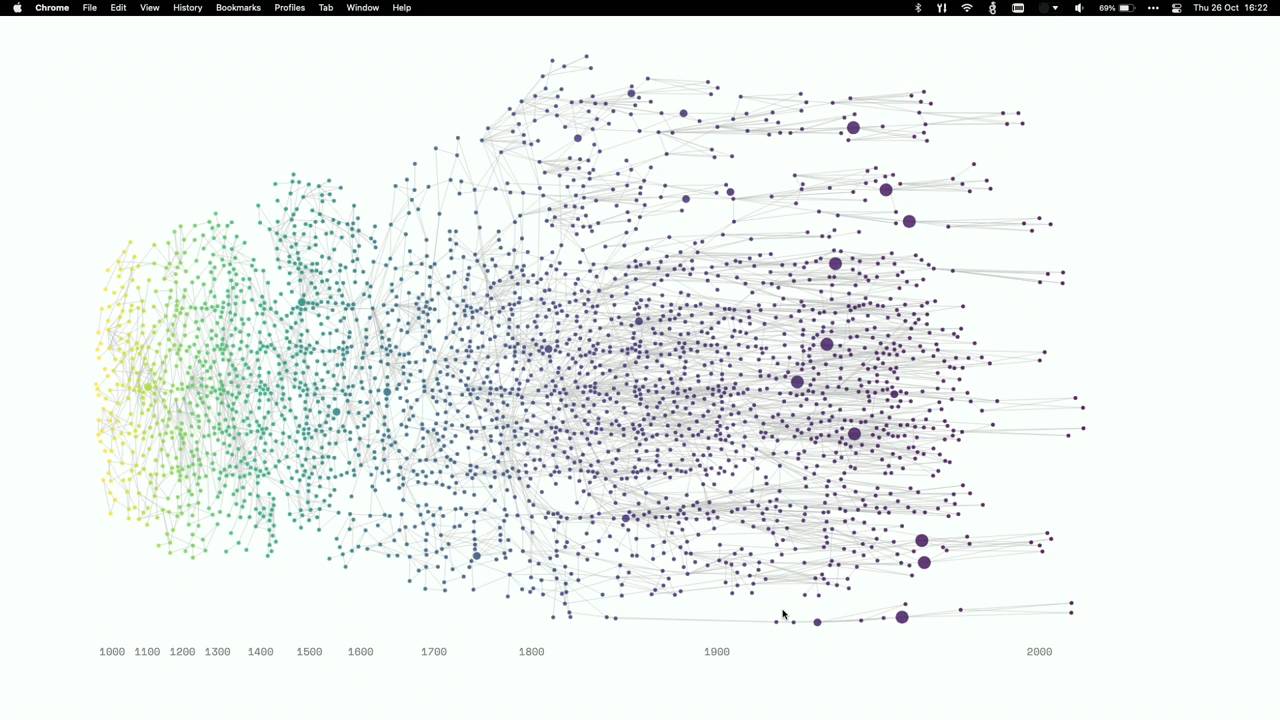 Chrome File Edit View History Bookmarks Profiles Tab Window Help 69% Thu 26 Oct 16:22
1000 1100 1200 1300 1400 1500 1600 1700 1800 1900 2000